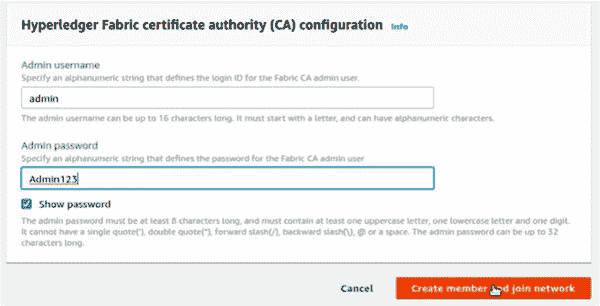 Hyperledger Fabric certificate authority (CA) configuration Info
Admin username
Specify an alphanumeric string that defines the login ID for the Fabric CA admin user.
admin
The admin username can be up to 16 characters long. It must start with a letter, and can have alphanumeric characters.
Admin password
Specify an alphanumeric string that defines the password for the Fabric CA admin user
Admin123
Show password
The admin password must be at least 8 characters long, and must contain at least one uppercase letter, one lowercase letter and one digit.
It cannot have a single quote('), double quote("), forward slash(/), backward slash(\), @ or a space. The admin password can be up to 32
characters long.
Cancel Create member and join network